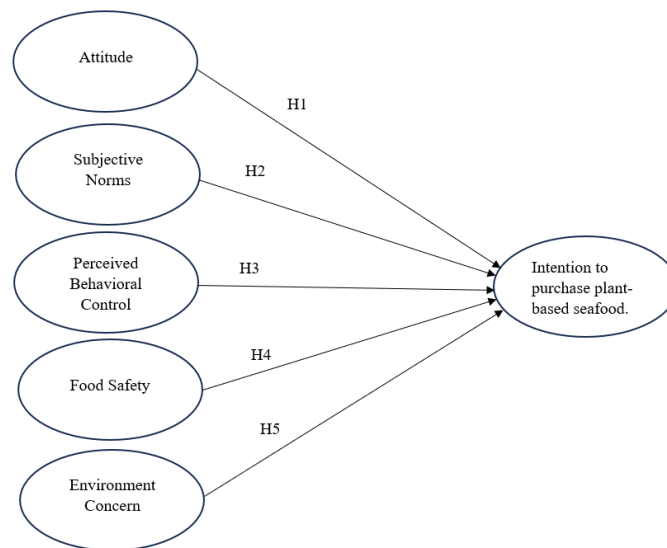 Attitude
H1
Subjective
Norms
H2
Perceived
Behavioral
Control
H3
Intention to
purchase plant-
based seafood.
Food Safety
H4
Environment
Concern
H5